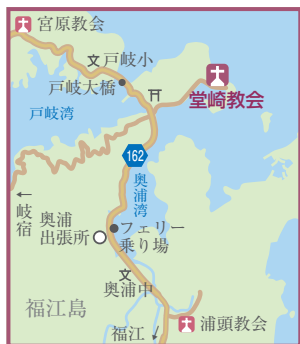 宮原教会
戸岐小
戸岐大橋
堂崎教会
戸岐湾
162
奥浦湾
←
岐宿
奥浦
出張所
フェリー
乗り場
奥浦中
福江島
浦頭教会
福江↓